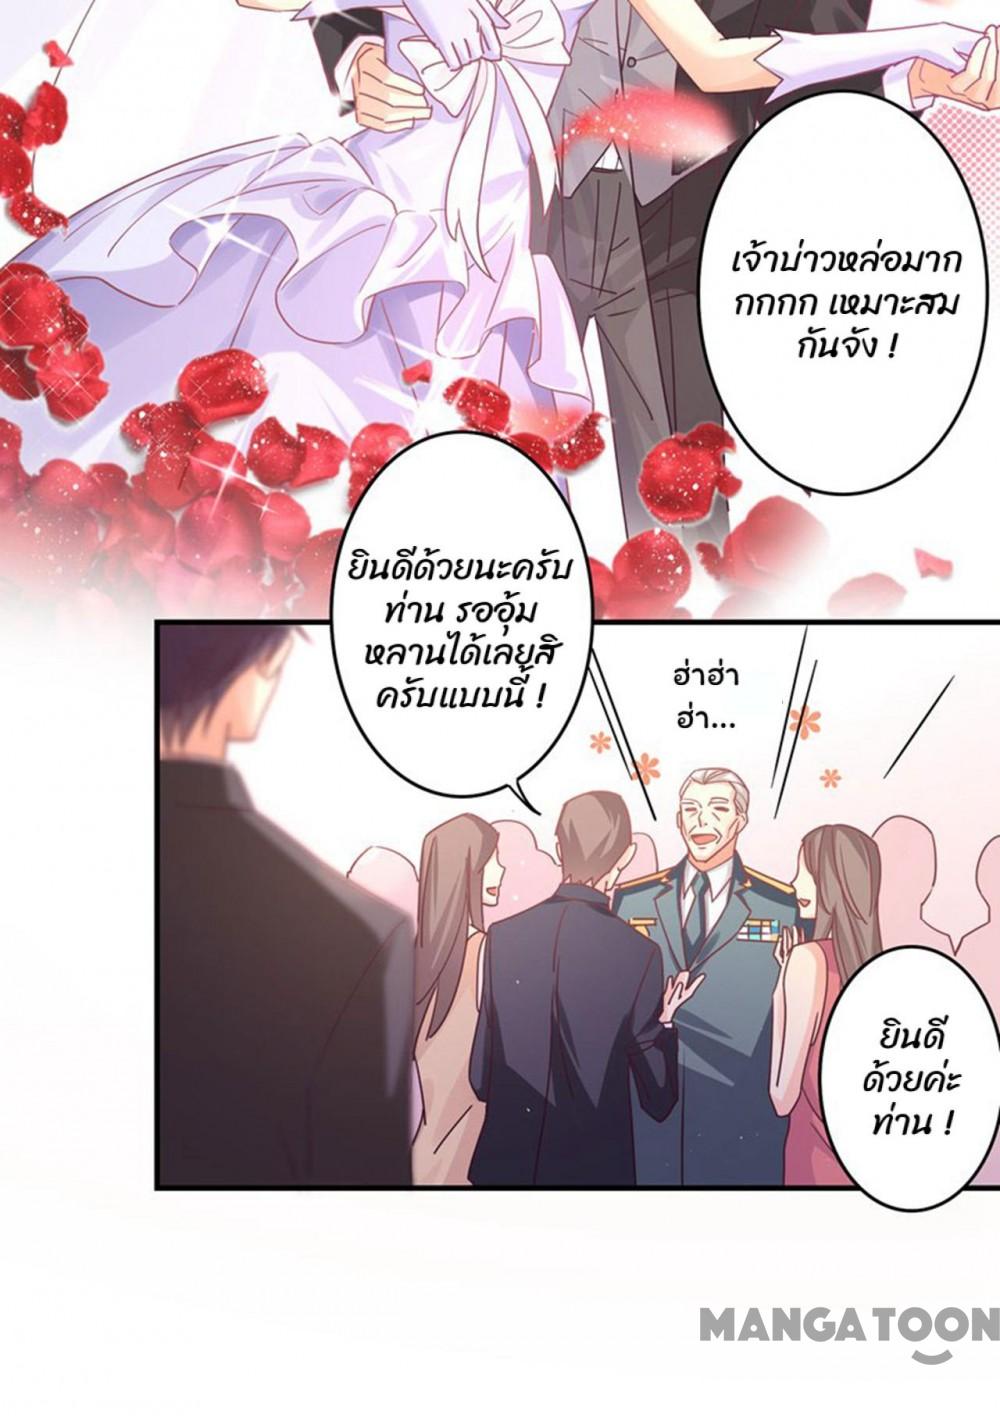 เจ้าบ่าวหล่อมาก
กกกก เหมาะสม
กันจัง !
ยินดีด้วยนะครับ
ท่าน รออุ้ม
หลานได้เลยสิ
ครับแบบนี้ !
ฮ่าฮ่า
ฮ่า...
ยินดี
ด้วยค่ะ
ท่าน !
MANGATOON